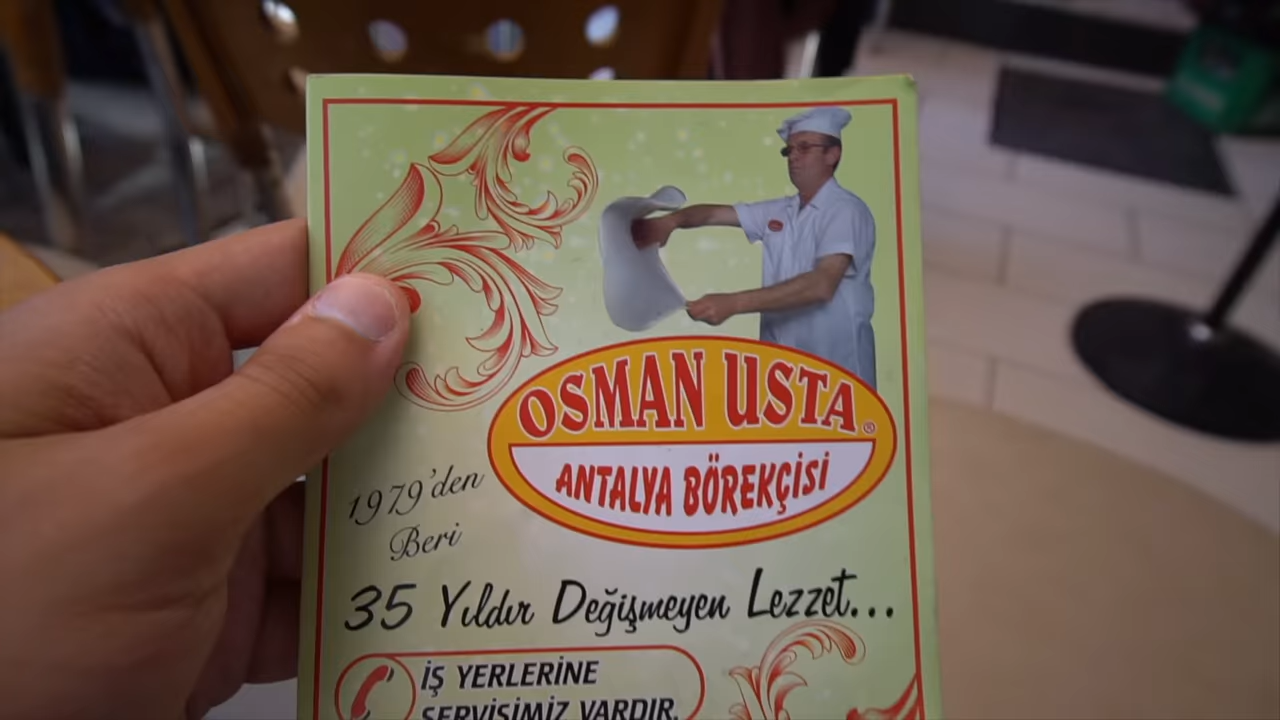 OSMAN USTA®
ANTALYA BÖREKÇİSİ
1979'den
Beri
35 Yıldır Değişmeyen Lezzet...
İŞ YERLERİNE
SERVİSİMİZ VARDIR.